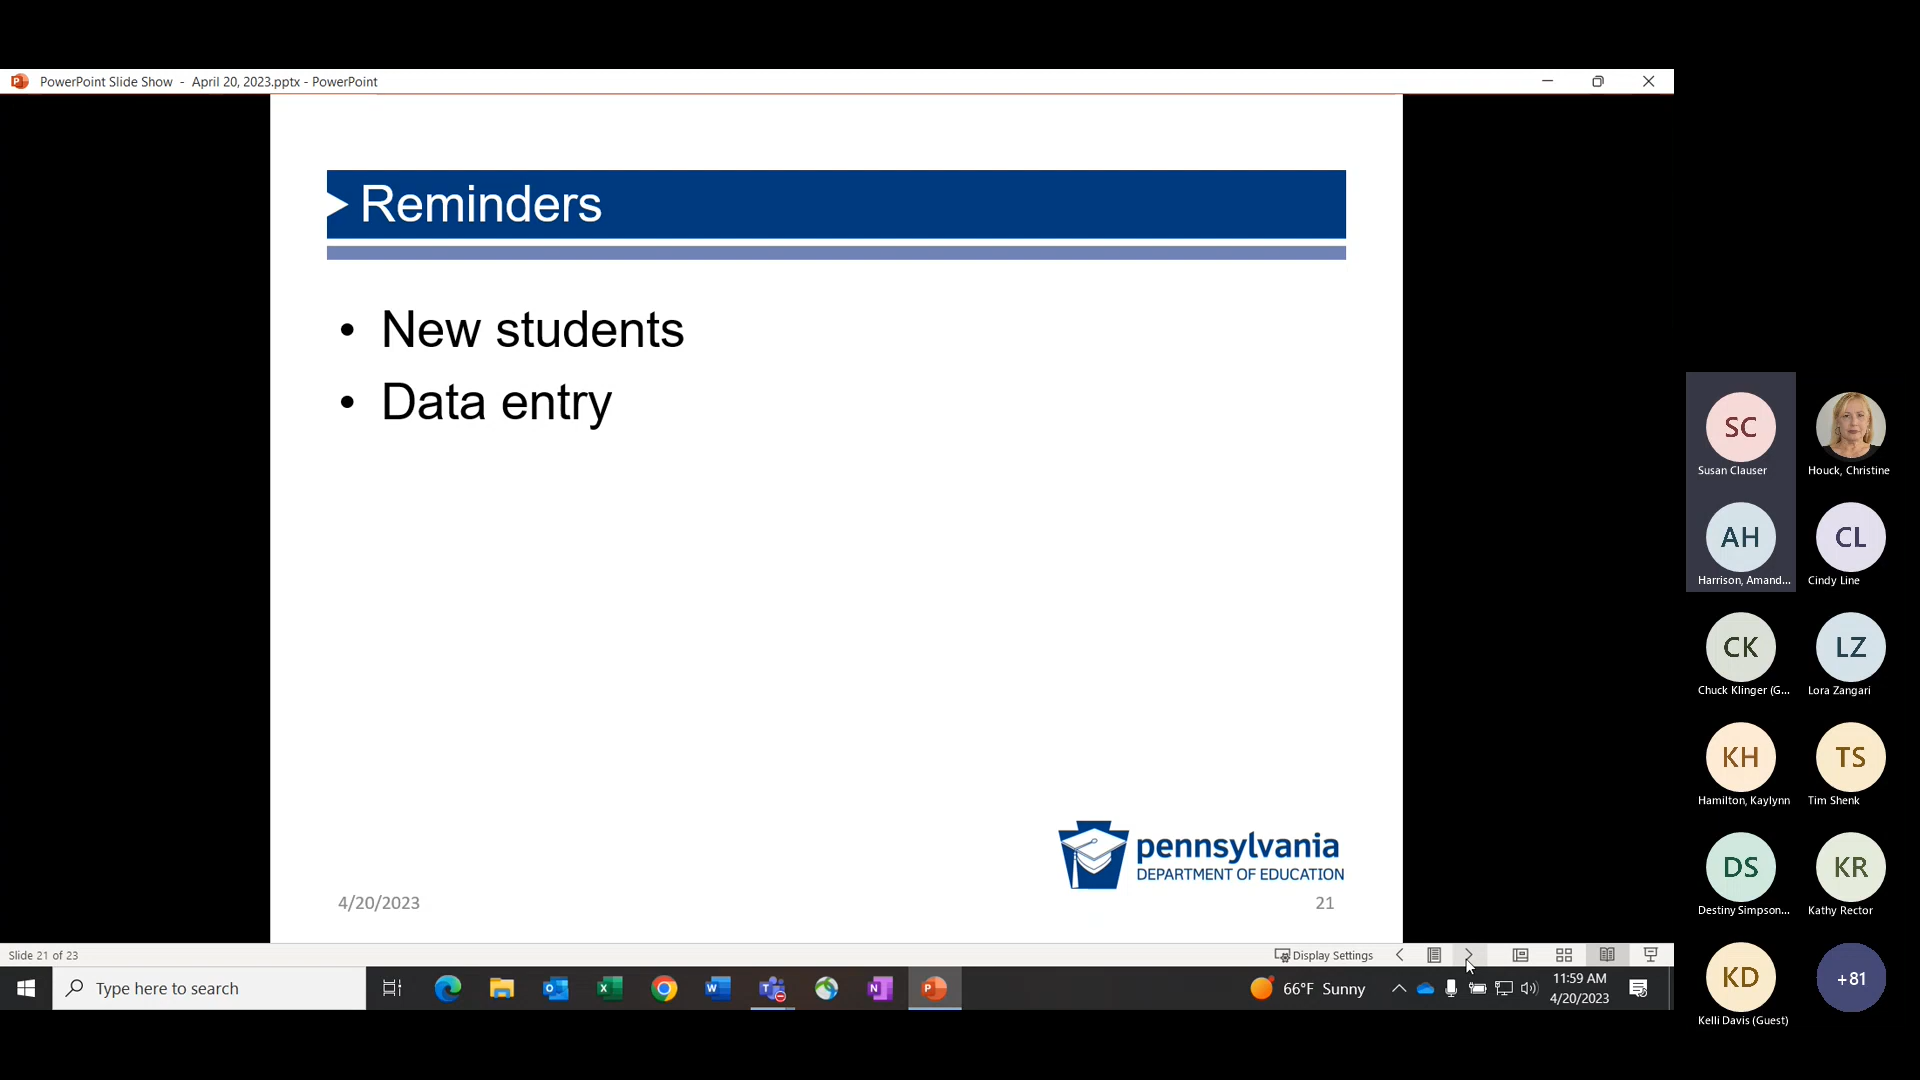 PowerPoint Slide Show - April 20, 2023.pptx - PowerPoint
Reminders
• New students
• Data entry
pennsylvania
DEPARTMENT OF EDUCATION
4/20/2023
21
Slide 21 of 23
Display Settings
Type here to search
66°F Sunny
11:59 AM
4/20/2023
SC
Susan Clauser
Houck, Christine
AH
Harrison, Amand...
CL
Cindy Line
CK
Chuck Klinger (G...
LZ
Lora Zangari
KH
Hamilton, Kaylynn
TS
Tim Shenk
DS
Destiny Simpson...
KR
Kathy Rector
KD
Kelli Davis (Guest)
+81